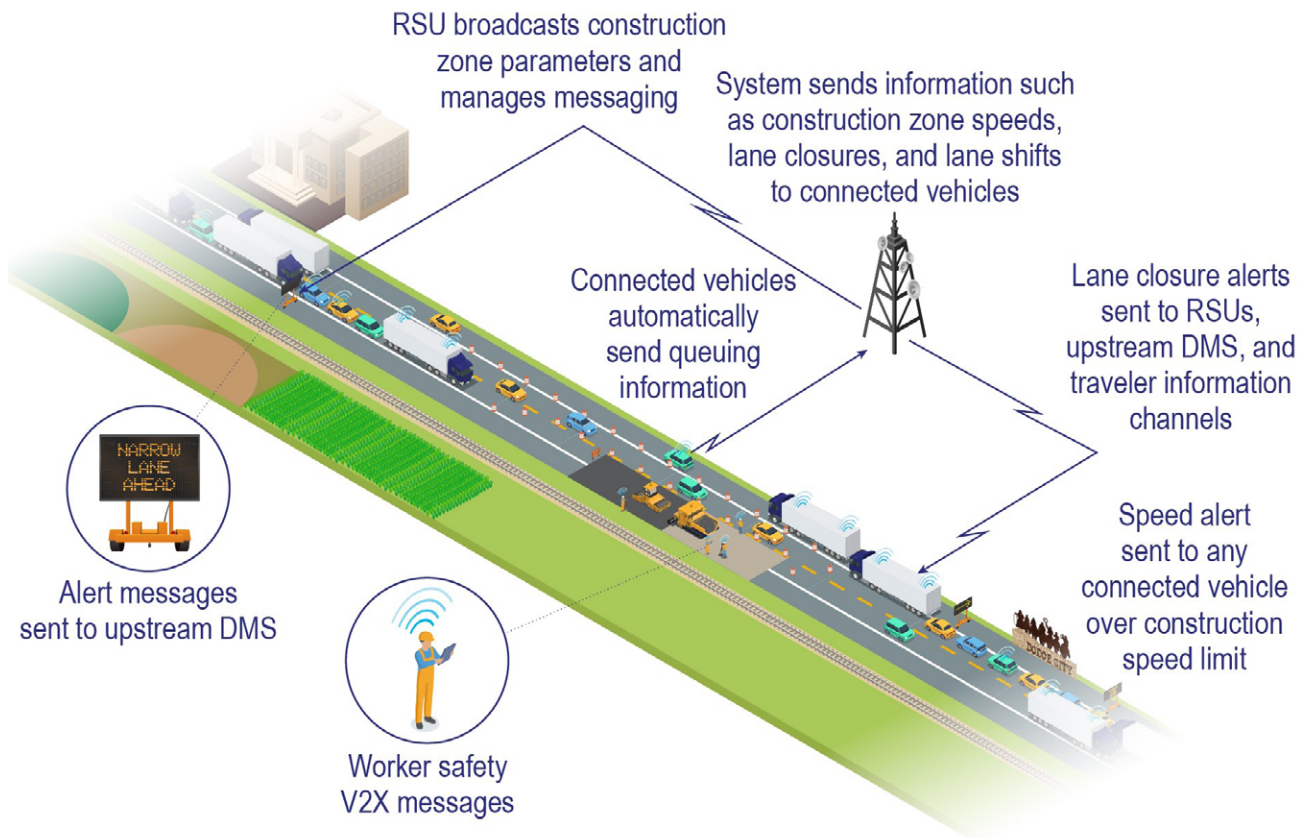 RSU broadcasts construction
zone parameters and
manages messaging
System sends information such
as construction zone speeds,
lane closures, and lane shifts
to connected vehicles
Connected vehicles
automatically
send queuing
information
Lane closure alerts
sent to RSUs,
upstream DMS, and
traveler information
channels
NARROW
LANE
AHEAD
Alert messages
sent to upstream DMS
Speed alert
sent to any
connected vehicle
over construction
speed limit
DODGE CITY
Worker safety
V2X messages